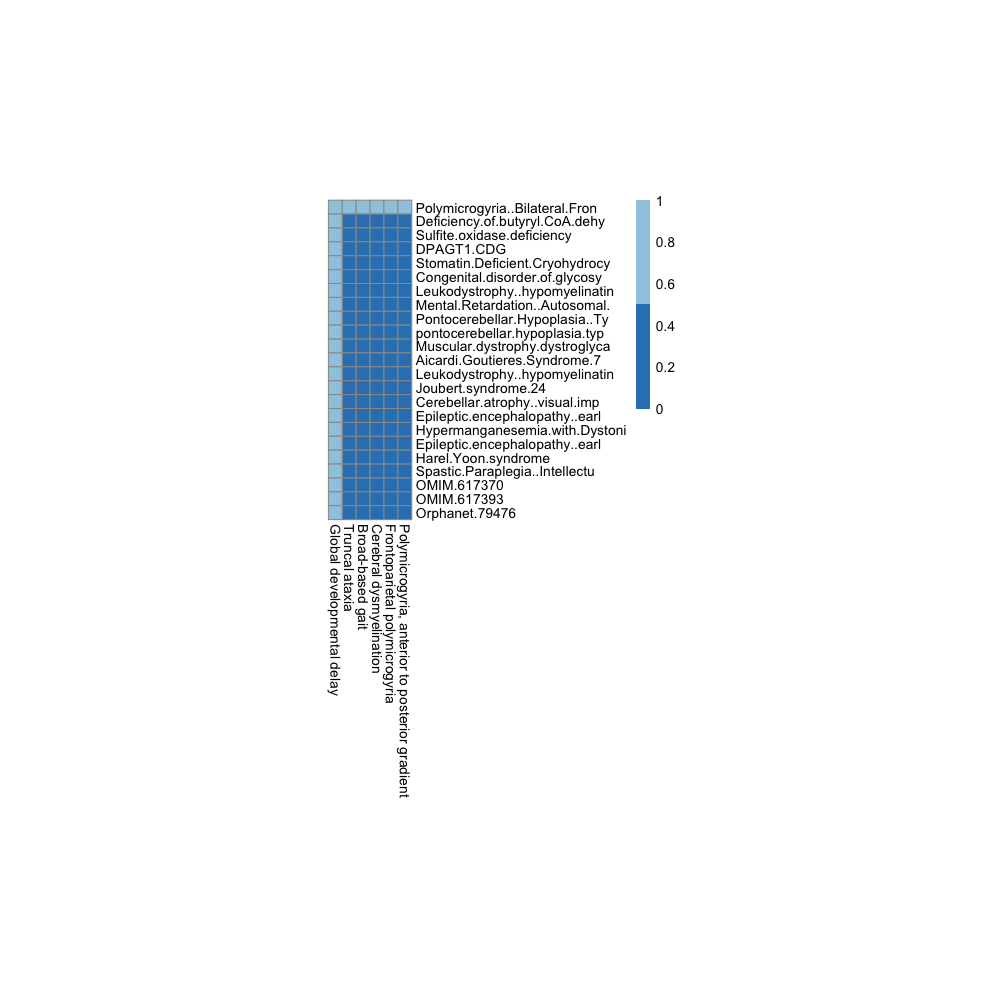 Polymicrogyria..Bilateral.Fron
Deficiency.of.butyryl.CoA.dehy
Sulfite.oxidase.deficiency
DPAGT1.CDG
Stomatin.Deficient.Cryohydrocy
Congenital.disorder.of.glycosy
Leukodystrophy..hypomyelinatin
Mental.Retardation..Autosomal.
Pontocerebellar.Hypoplasia..Ty
pontocerebellar.hypoplasia.typ
Muscular.dystrophy.dystroglyca
Aicardi.Goutieres.Syndrome.7
Leukodystrophy..hypomyelinatin
Joubert.syndrome.24
Cerebellar.atrophy..visual.imp
Epileptic.encephalopathy..earl
Hypermanganesemia.with.Dystoni
Epileptic.encephalopathy..earl
Harel.Yoon.syndrome
Spastic.Paraplegia..Intellectu
OMIM.617370
OMIM.617393
Orphanet.79476
1
0.8
0.6
0.4
0.2
0
Global developmental delay
Truncal ataxia
Broad-based gait
Cerebral dysmyelination
Frontoparietal polymicrogyria
Polymicrogyria, anterior to posterior gradient